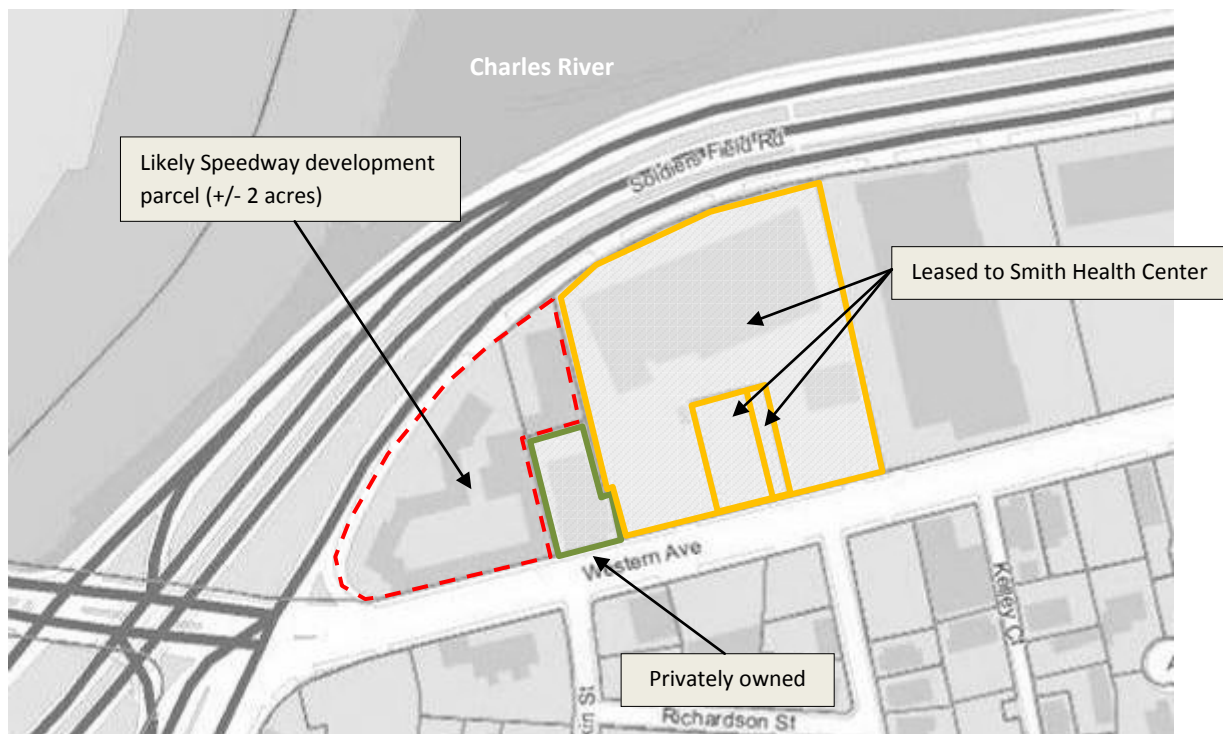 Charles River
Likely Speedway development
parcel (+/- 2 acres)
Soldiers Field Rd
Leased to Smith Health Center
Western Ave
Kelley Ct
Privately owned
Richardson St